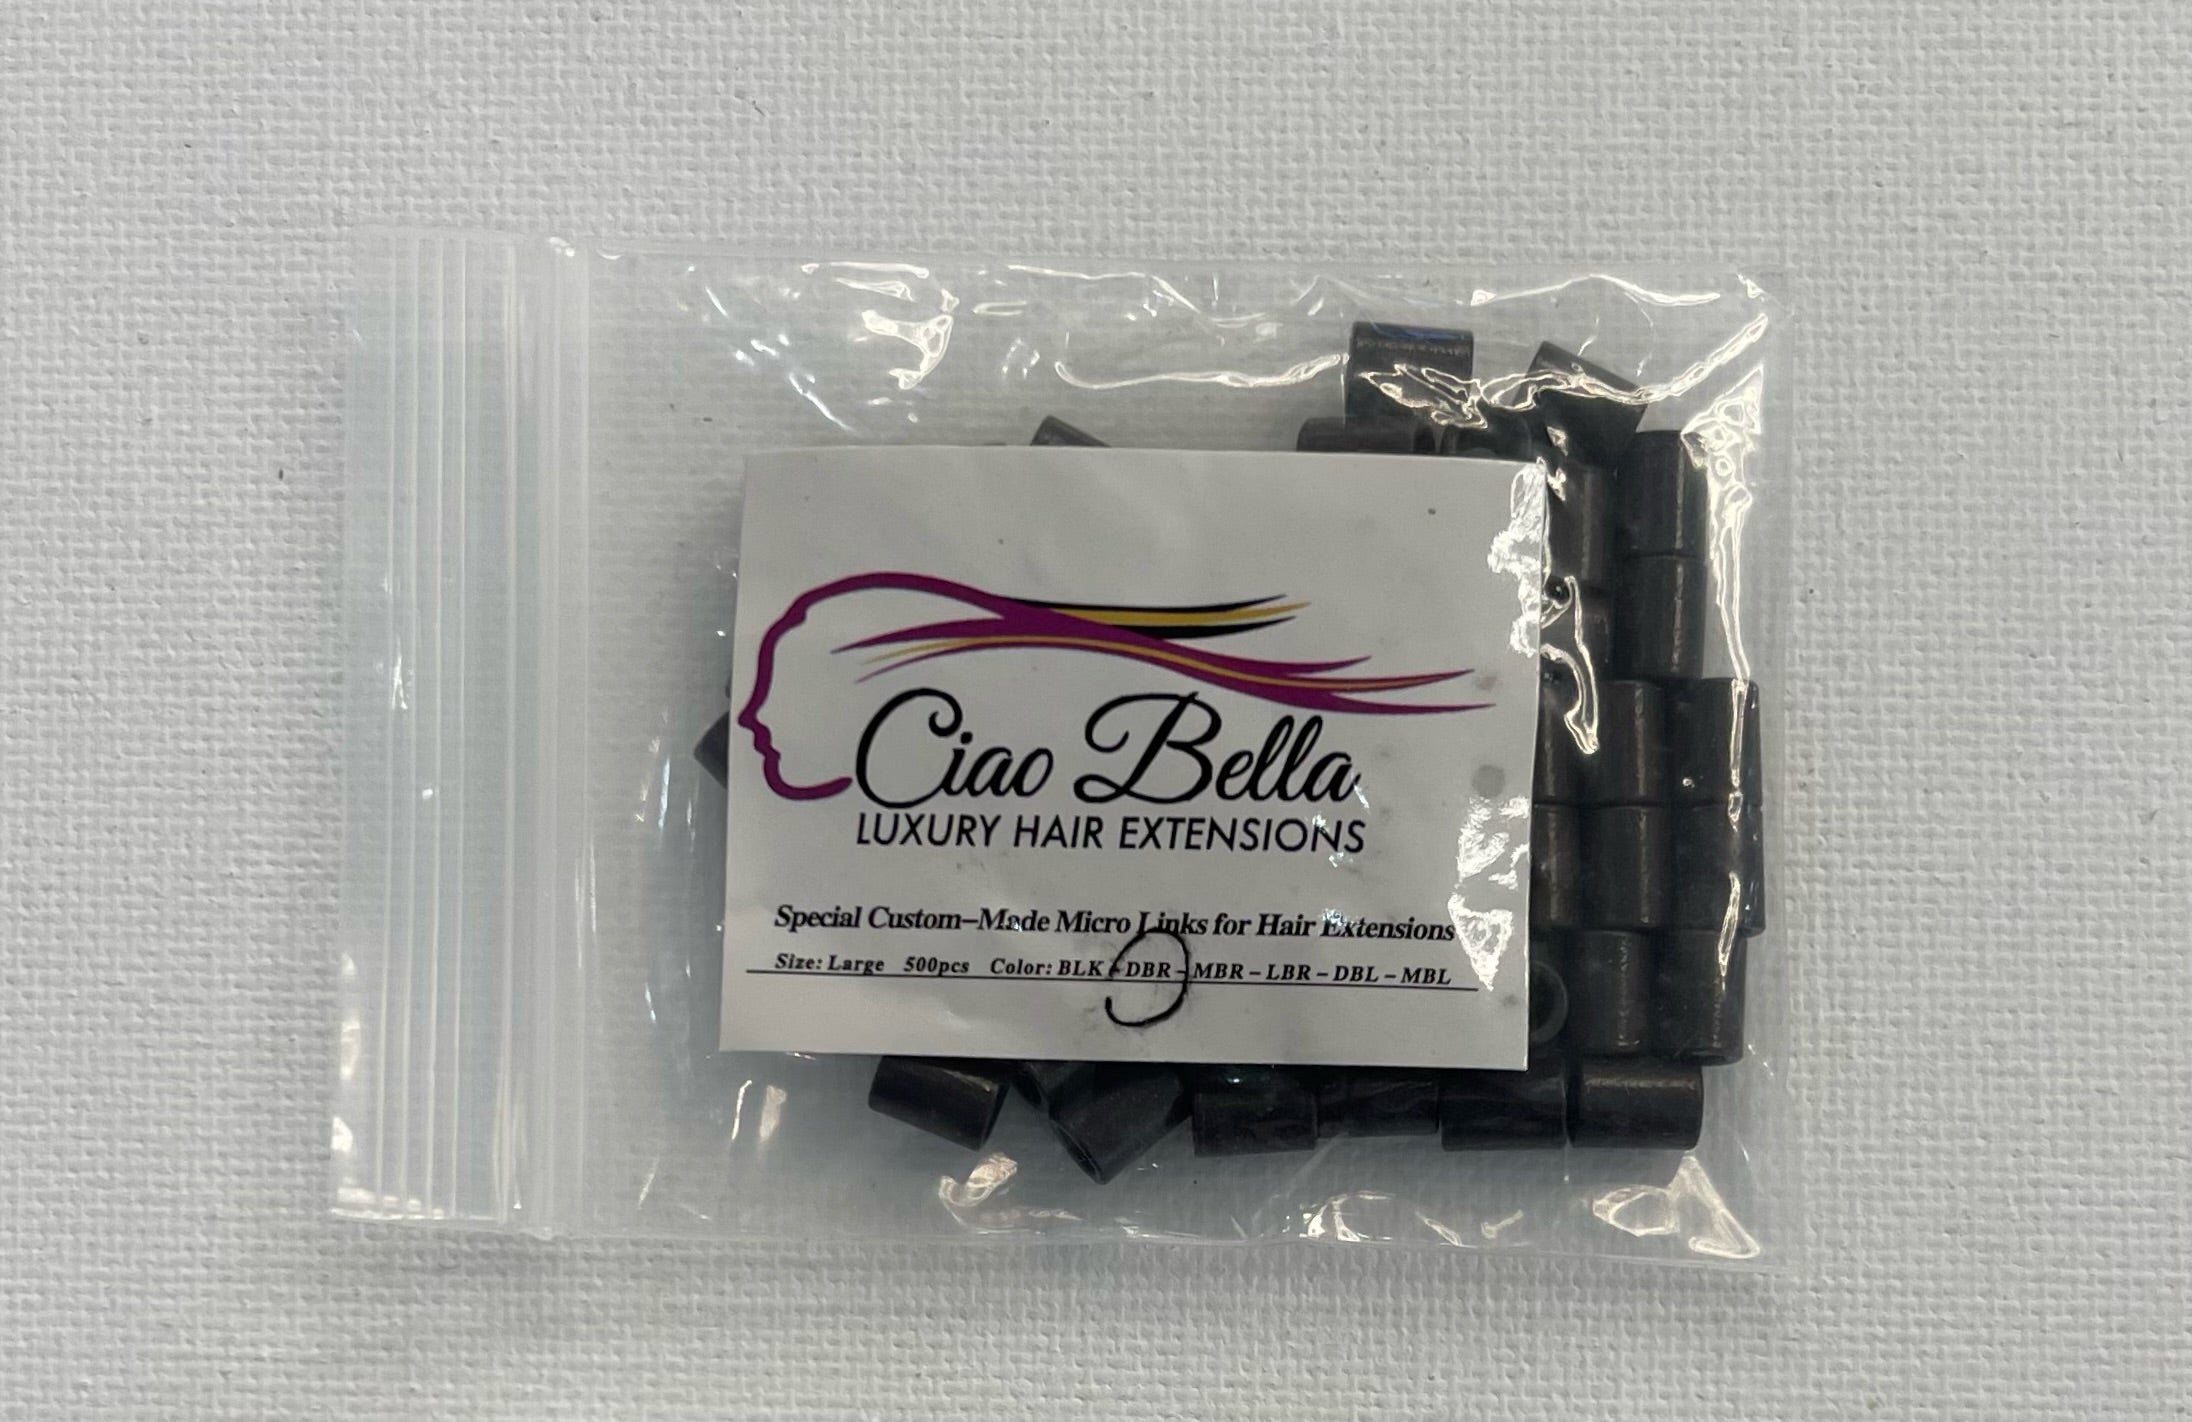 Ciao Bella
LUXURY HAIR EXTENSIONS
Special Custom-Made Micro Links for Hair Extensions
Size: Large 500pcs Color: BLK - DBR - MBR - LBR - DBL - MBL